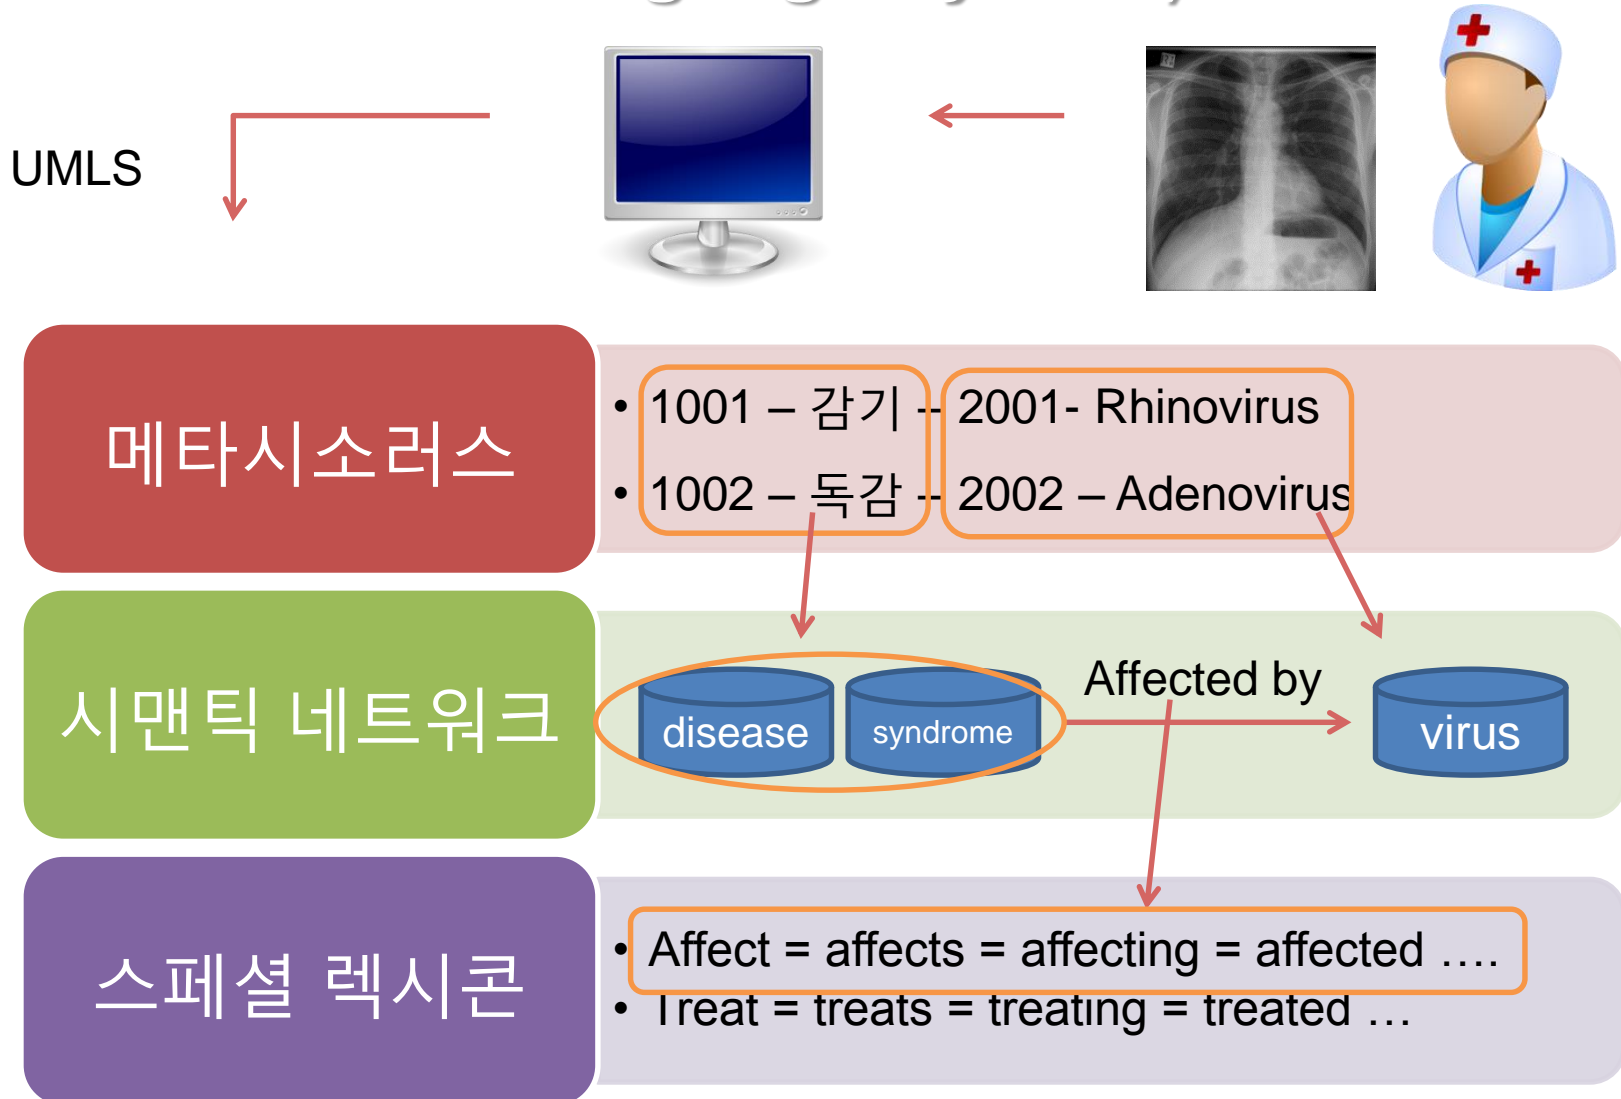 UMLS
메타시소러스
• 1001 – 감기 – 2001- Rhinovirus
• 1002 – 독감 – 2002 – Adenovirus
시맨틱 네트워크
disease
syndrome
Affected by
virus
스페셜 렉시콘
• Affect = affects = affecting = affected ....
• Treat = treats = treating = treated ...